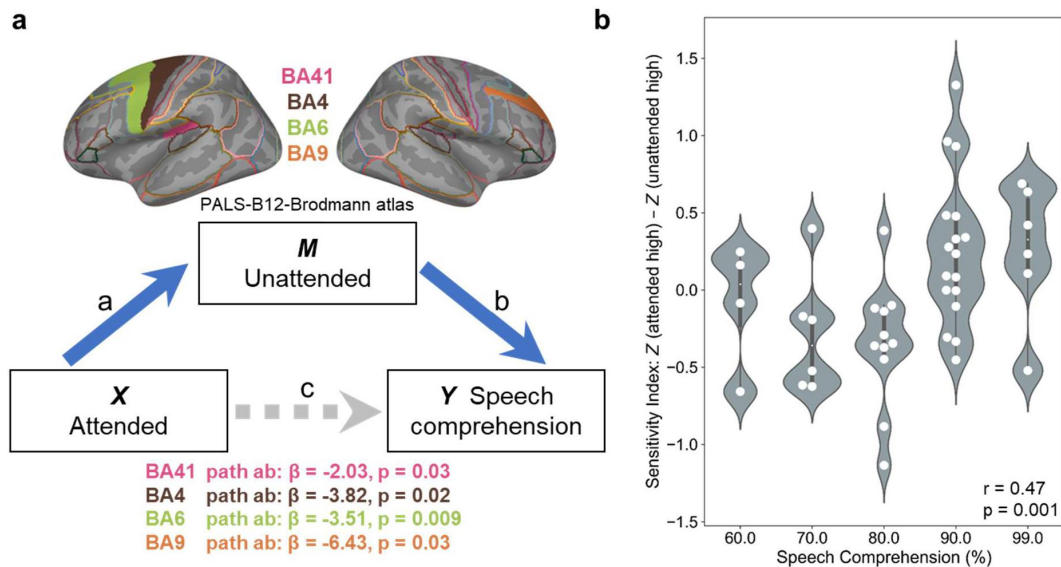 a
BA41
BA4
BA6
BA9
PALS-B12-Brodmann atlas
M
Unattended
a
b
X
Attended
c
Y Speech
comprehension
BA41 path ab: β = -2.03, p = 0.03
BA4 path ab: β = -3.82, p = 0.02
BA6 path ab: β = -3.51, p = 0.009
BA9 path ab: β = -6.43, p = 0.03
b
Sensitivity Index: Z (attended high) − Z (unattended high)
1.5
1.0
0.5
0.0
−0.5
−1.0
−1.5
r = 0.47
p = 0.001
60.0 70.0 80.0 90.0 99.0
Speech Comprehension (%)